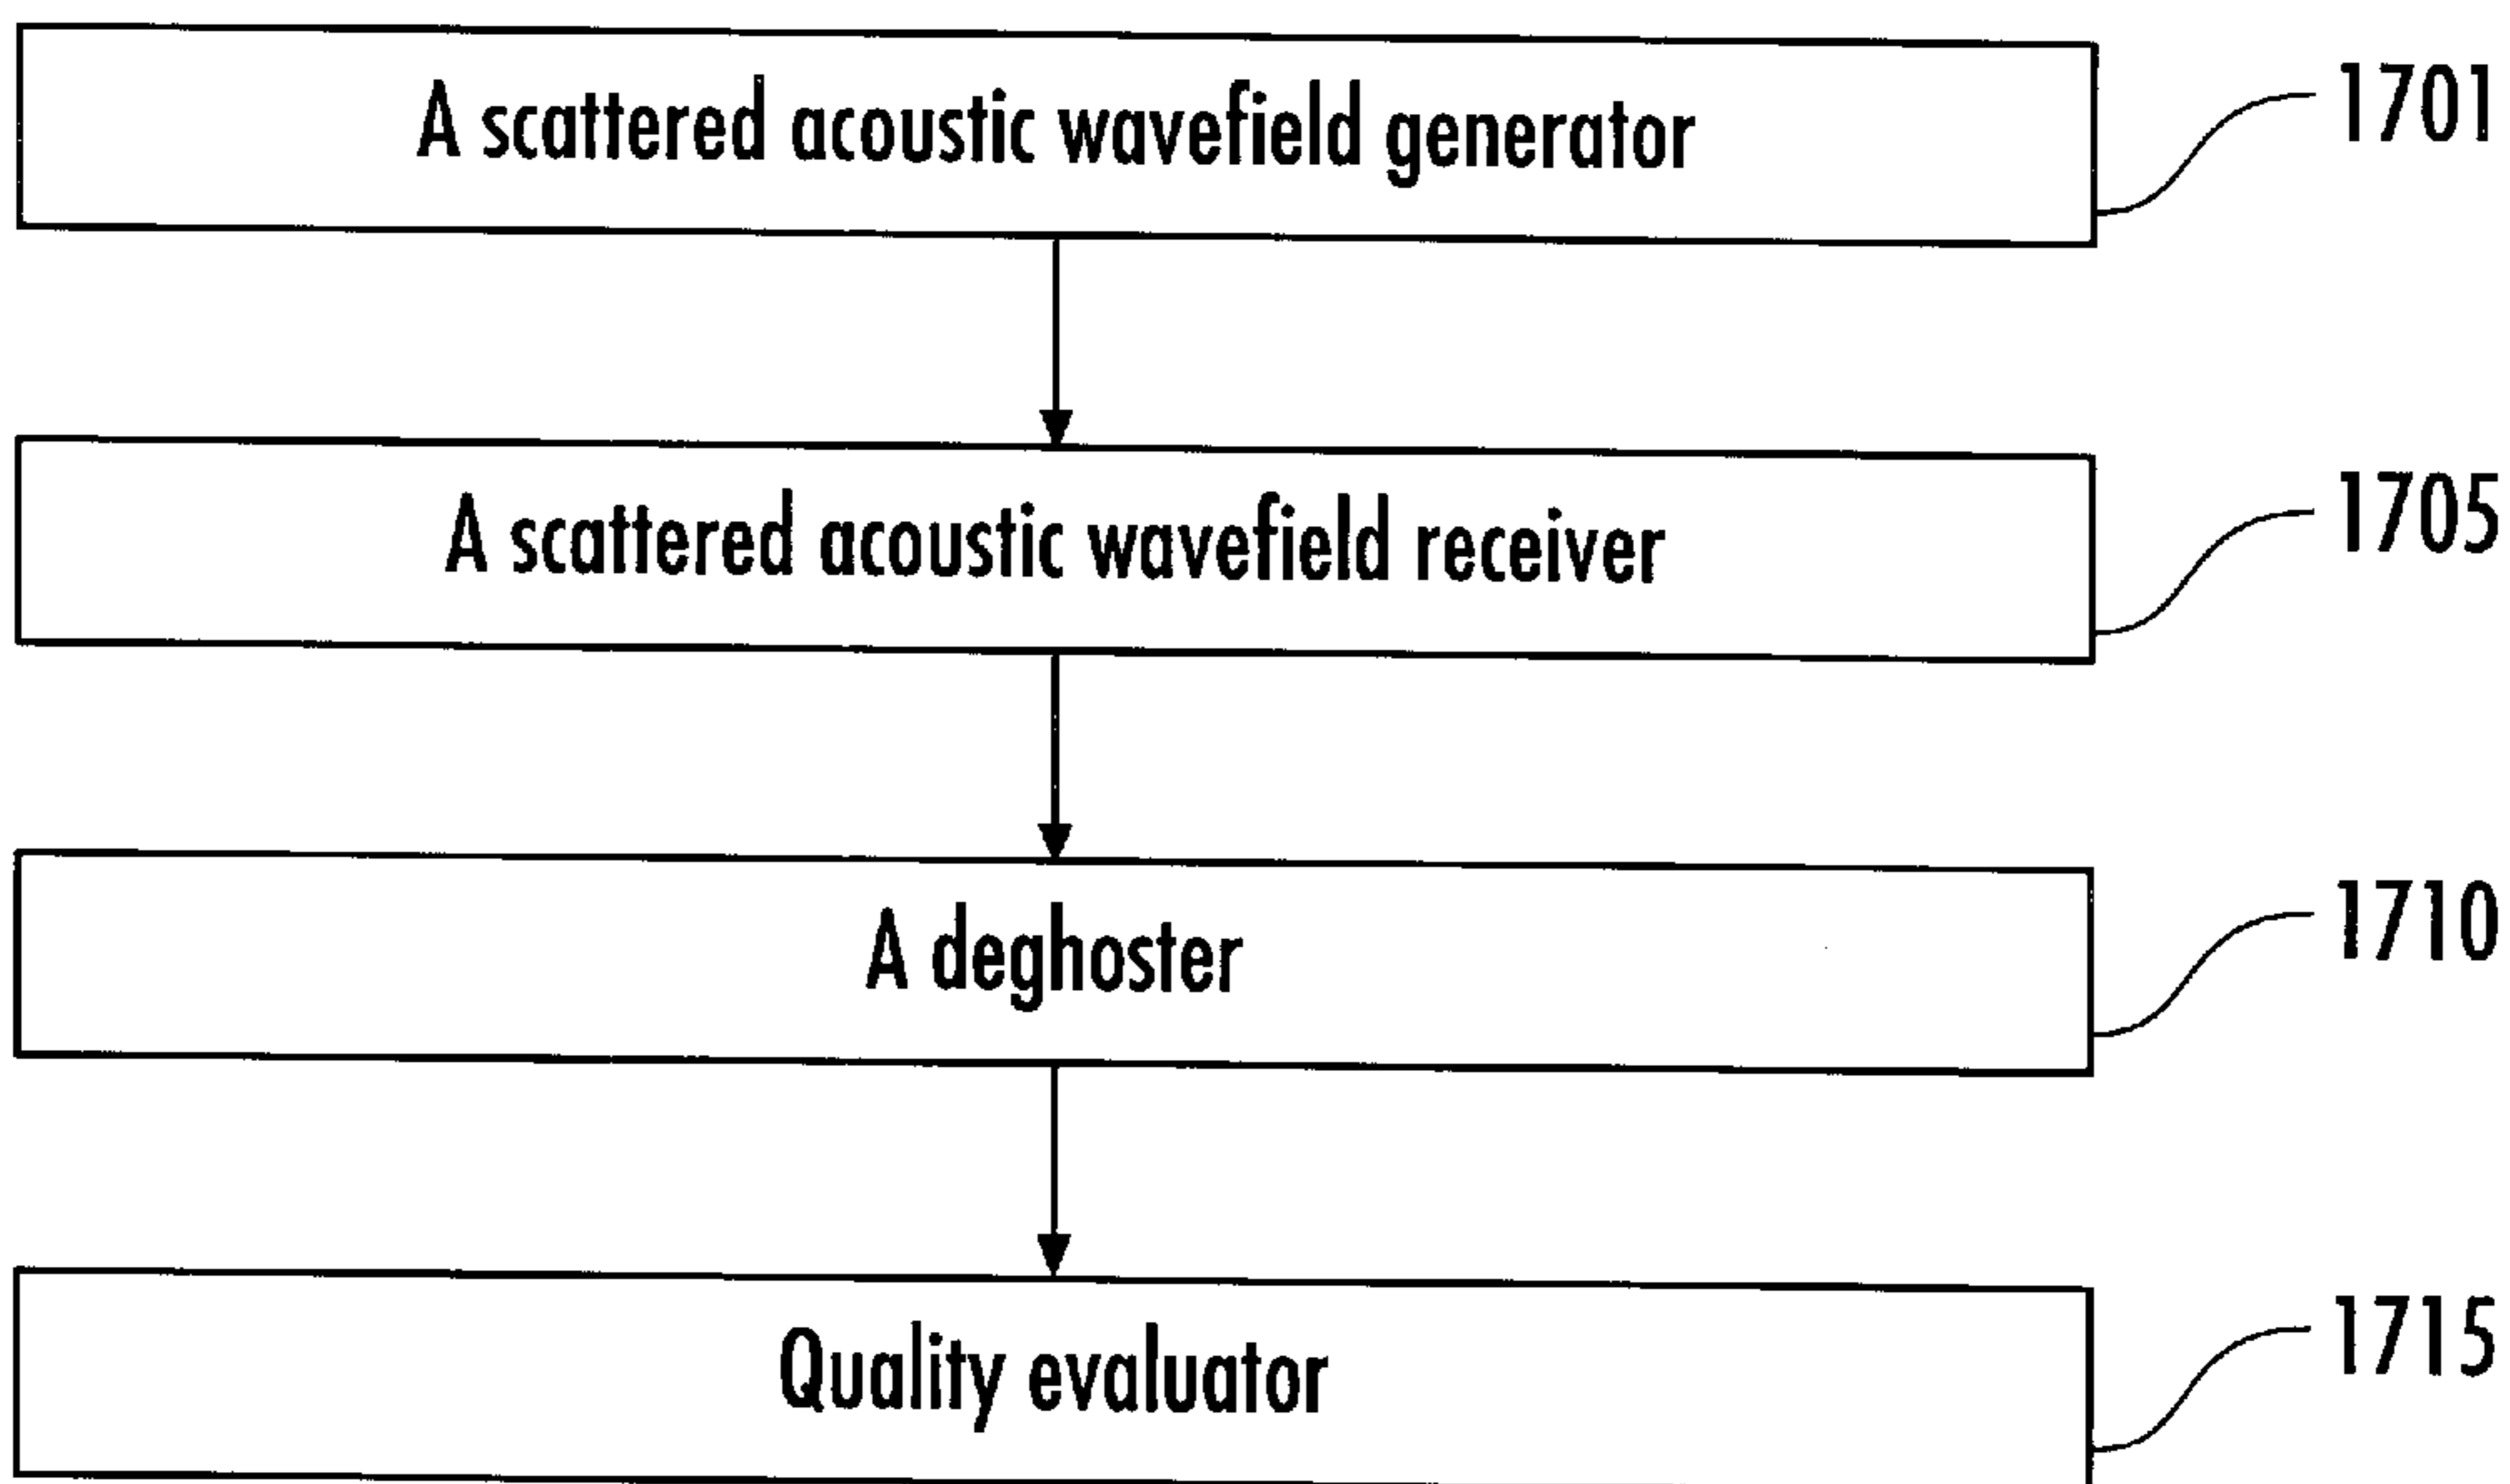 A scattered acoustic wavefield generator
1701
A scattered acoustic wavefield receiver
1705
A deghoster
1710
Quality evaluator
1715